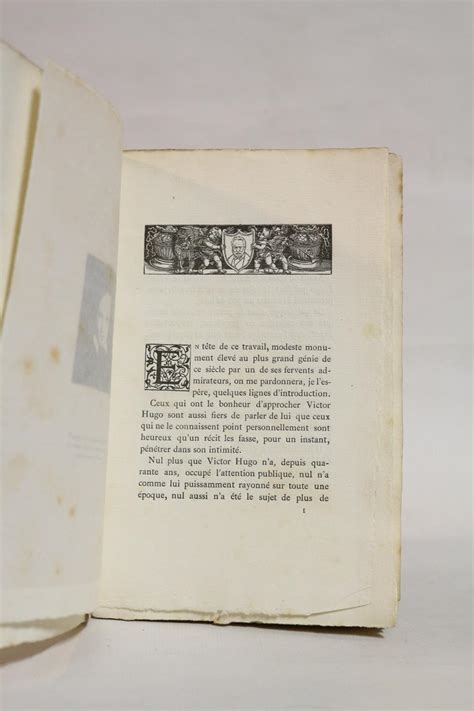 EN tête de ce travail, modeste monu-
ment élevé au plus grand génie de
ce siècle par un de ses fervents ad-
mirateurs, on me pardonnera, je l'es-
père, quelques lignes d'introduction.
Ceux qui ont le bonheur d'approcher Victor
Hugo sont aussi fiers de parler de lui que ceux
qui ne le connaissent point personnellement sont
heureux qu'un récit les fasse, pour un instant,
pénétrer dans son intimité.
Nul plus que Victor Hugo n'a, depuis qua-
rante ans, occupé l'attention publique, nul n'a
comme lui puissamment rayonné sur toute une
époque, nul aussi n'a été le sujet de plus de
1